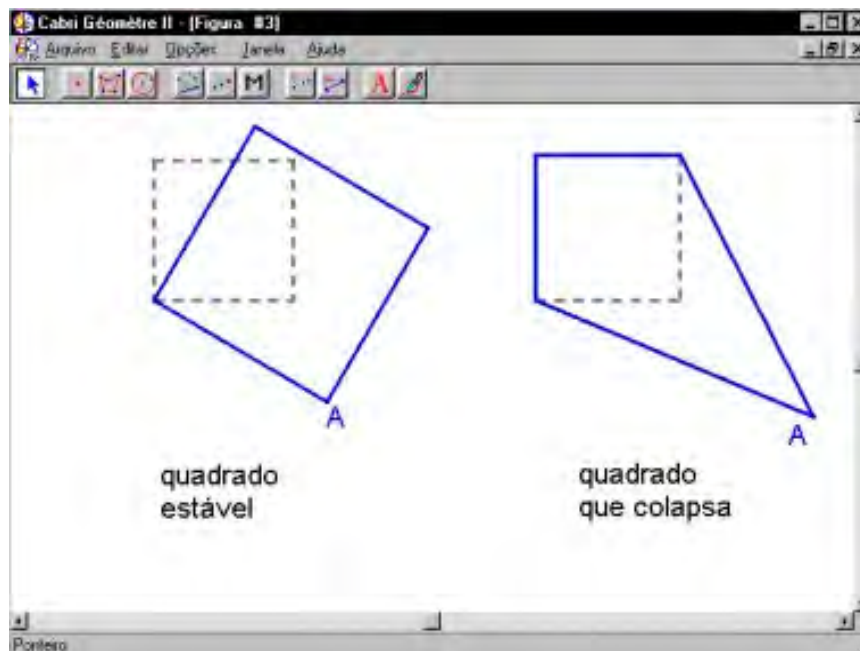 Cabri Géomètre II - [Figura #3]
Arquivo Editar Opções Janela Ajuda
M A
A
A
quadrado
estável
quadrado
que colapsa
Ponteiro